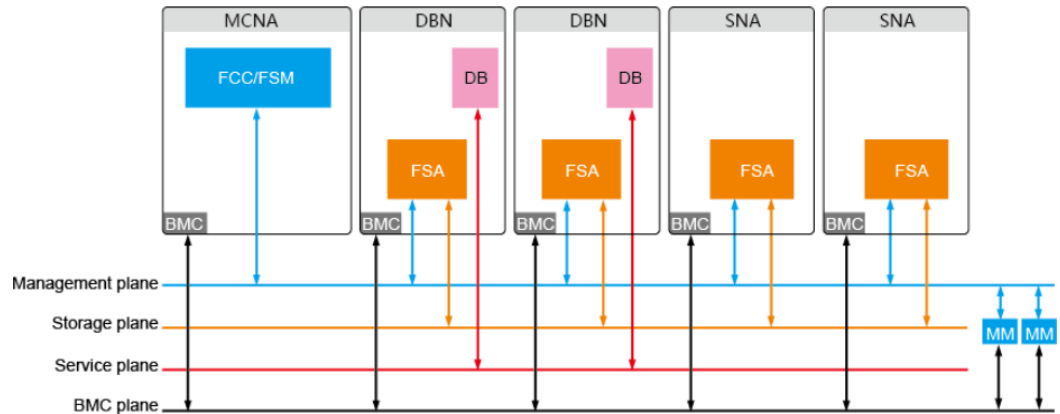 MCNA
DBN
DBN
SNA
SNA
FCC/FSM
DB
DB
FSA
FSA
FSA
FSA
BMC
BMC
BMC
BMC
BMC
Management plane
Storage plane
MM
MM
Service plane
BMC plane